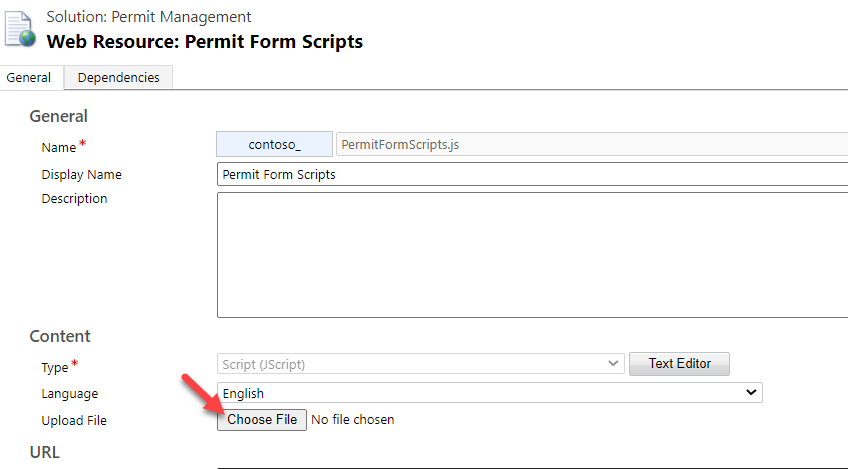 Solution: Permit Management
Web Resource: Permit Form Scripts
General Dependencies
General
Name* contoso_ PermitFormScripts.js
Display Name Permit Form Scripts
Description
Content
Type* Script (JScript) Text Editor
Language English
Upload File Choose File No file chosen
URL